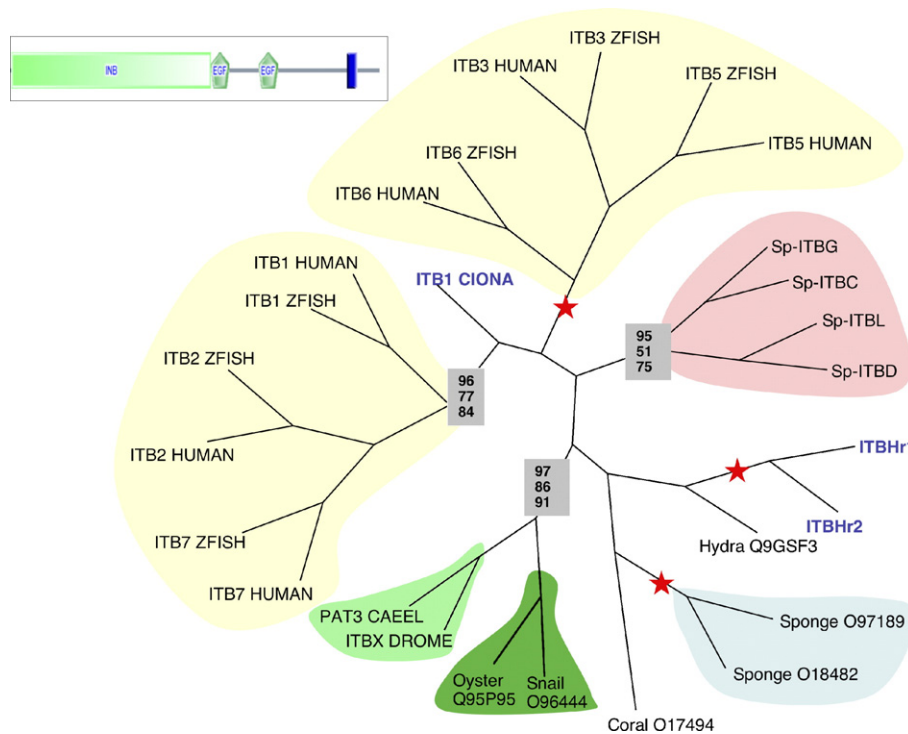 INB
EGF
EGF
ITB3 ZFISH
ITB3 HUMAN
ITB5 ZFISH
ITB5 HUMAN
ITB6 ZFISH
ITB6 HUMAN
ITB1 HUMAN
ITB1 CIONA
ITB1 ZFISH
ITB2 ZFISH
ITB2 HUMAN
ITB7 ZFISH
ITB7 HUMAN
96
77
84
Sp-ITBG
Sp-ITBC
Sp-ITBL
Sp-ITBD
95
51
75
97
86
91
ITBHr1
ITBHr2
Hydra Q9GSF3
PAT3 CAEEL
ITBX DROME
Oyster
Q95P95
Snail
O96444
Sponge O97189
Sponge O18482
Coral O17494